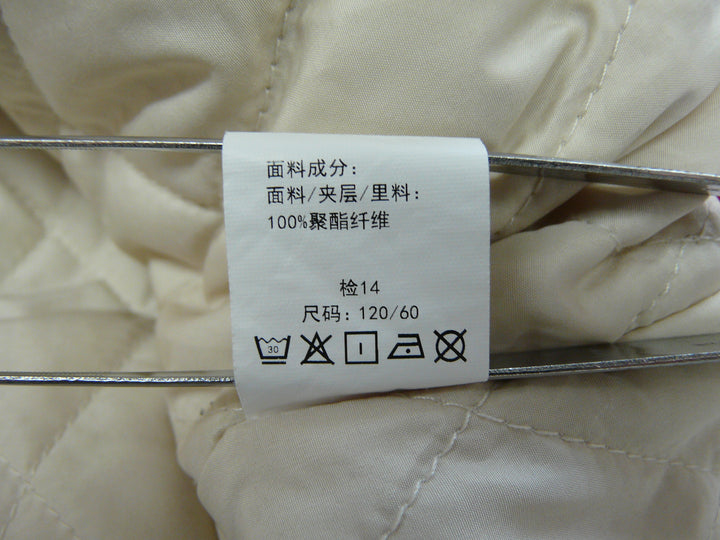 面料成分：
面料/夹层/里料：
100%聚酯纤维
检14
尺码：120/60
30